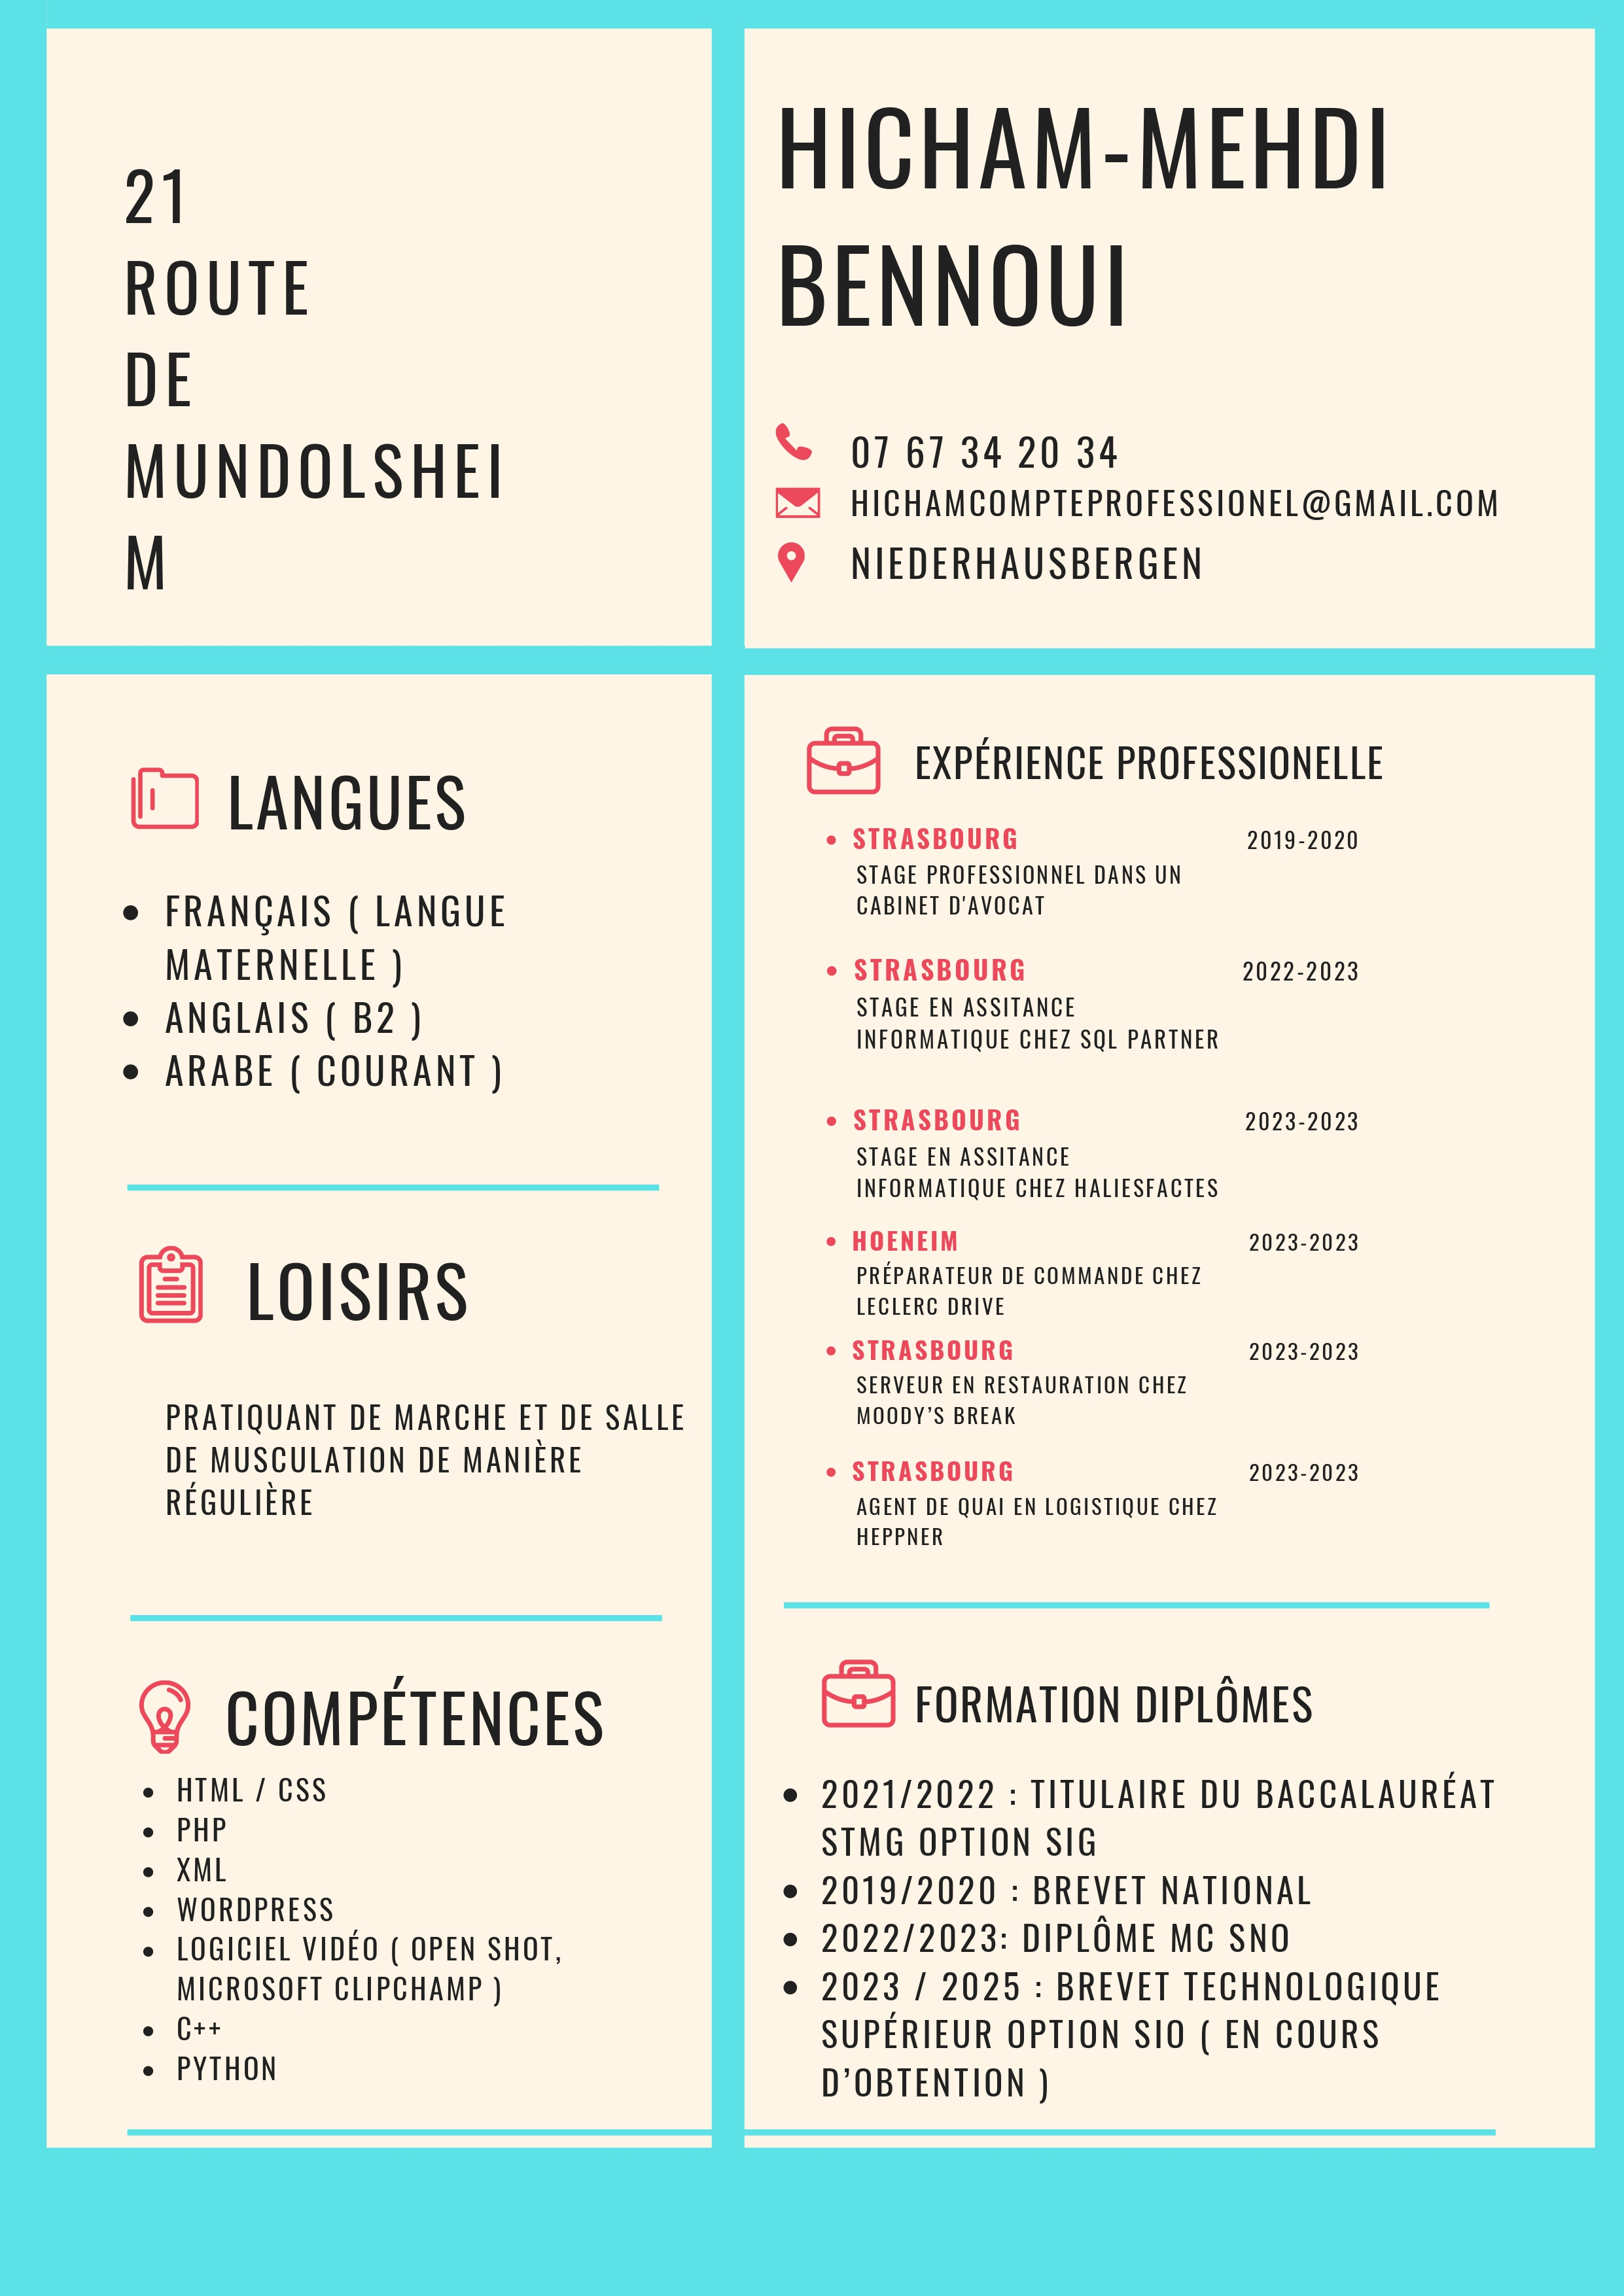 21
ROUTE
DE
MUNDOLSHEI
M
HICHAM-MEHDI
BENNOUI
07 67 34 20 34
HICHAMCOMPTEPROFESSIONEL@GMAIL.COM
NIEDERHAUSBERGEN
LANGUES
FRANÇAIS ( LANGUE
MATERNELLE )
ANGLAIS ( B2 )
ARABE ( COURANT )
LOISIRS
PRATIQUANT DE MARCHE ET DE SALLE
DE MUSCULATION DE MANIÈRE
RÉGULIÈRE
COMPÉTENCES
HTML / CSS
PHP
XML
WORDPRESS
LOGICIEL VIDÉO ( OPEN SHOT,
MICROSOFT CLIPCHAMP )
C++
PYTHON
EXPÉRIENCE PROFESSIONELLE
STRASBOURG 2019-2020
STAGE PROFESSIONNEL DANS UN
CABINET D'AVOCAT
STRASBOURG 2022-2023
STAGE EN ASSITANCE
INFORMATIQUE CHEZ SQL PARTNER
STRASBOURG 2023-2023
STAGE EN ASSITANCE
INFORMATIQUE CHEZ HALIESFACTES
HOENEIM 2023-2023
PRÉPARATEUR DE COMMANDE CHEZ
LECLERC DRIVE
STRASBOURG 2023-2023
SERVEUR EN RESTAURATION CHEZ
MOODY’S BREAK
STRASBOURG 2023-2023
AGENT DE QUAI EN LOGISTIQUE CHEZ
HEPPNER
FORMATION DIPLÔMES
2021/2022 : TITULAIRE DU BACCALAURÉAT
STMG OPTION SIG
2019/2020 : BREVET NATIONAL
2022/2023: DIPLÔME MC SNO
2023 / 2025 : BREVET TECHNOLOGIQUE
SUPÉRIEUR OPTION SIO ( EN COURS
D’OBTENTION )